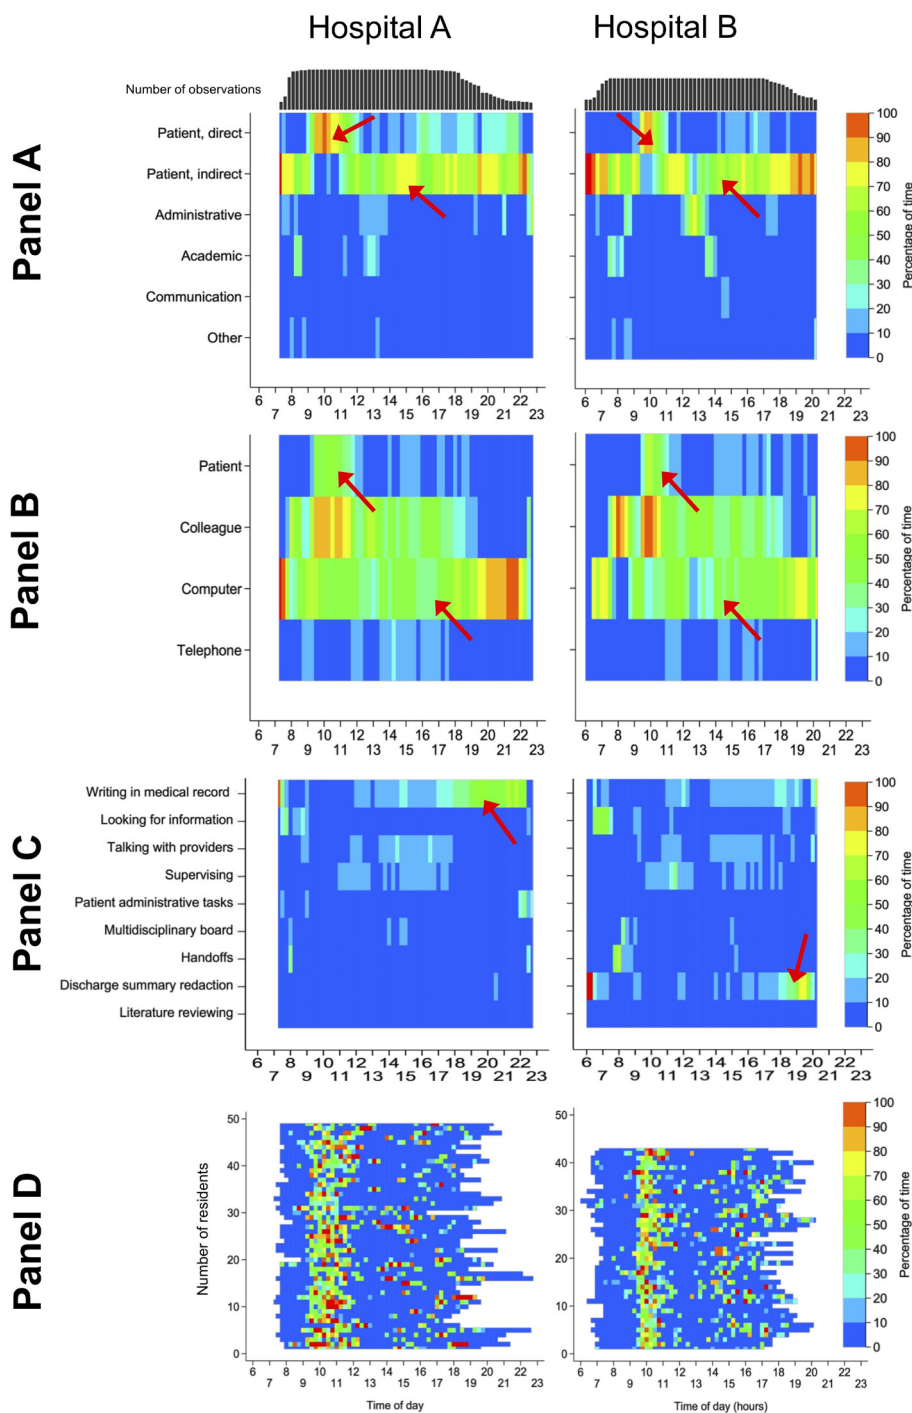 Hospital A
Hospital B
Number of observations
Panel A
Patient, direct
Patient, indirect
Administrative
Academic
Communication
Other
100
90
80
70
60
50
40
30
20
10
0
Percentage of time
6 8 10 12 14 16 18 20 22
7 9 11 13 15 17 19 21 23
6 8 10 12 14 16 18 20 22
7 9 11 13 15 17 19 21 23
Panel B
Patient
Colleague
Computer
Telephone
100
90
80
70
60
50
40
30
20
10
0
Percentage of time
6 8 10 12 14 16 18 20 22
7 9 11 13 15 17 19 21 23
6 8 10 12 14 16 18 20 22
7 9 11 13 15 17 19 21 23
Panel C
Writing in medical record
Looking for information
Talking with providers
Supervising
Patient administrative tasks
Multidisciplinary board
Handoffs
Discharge summary redaction
Literature reviewing
100
90
80
70
60
50
40
30
20
10
0
Percentage of time
6 8 10 12 14 16 18 20 22
7 9 11 13 15 17 19 21 23
6 8 10 12 14 16 18 20 22
7 9 11 13 15 17 19 21 23
Panel D
Number of residents
50
40
30
20
10
0
6 8 10 12 14 16 18 20 22
7 9 11 13 15 17 19 21 23
Time of day
50
40
30
20
10
0
6 8 10 12 14 16 18 20 22
7 9 11 13 15 17 19 21 23
Time of day (hours)
100
90
80
70
60
50
40
30
20
10
0
Percentage of time